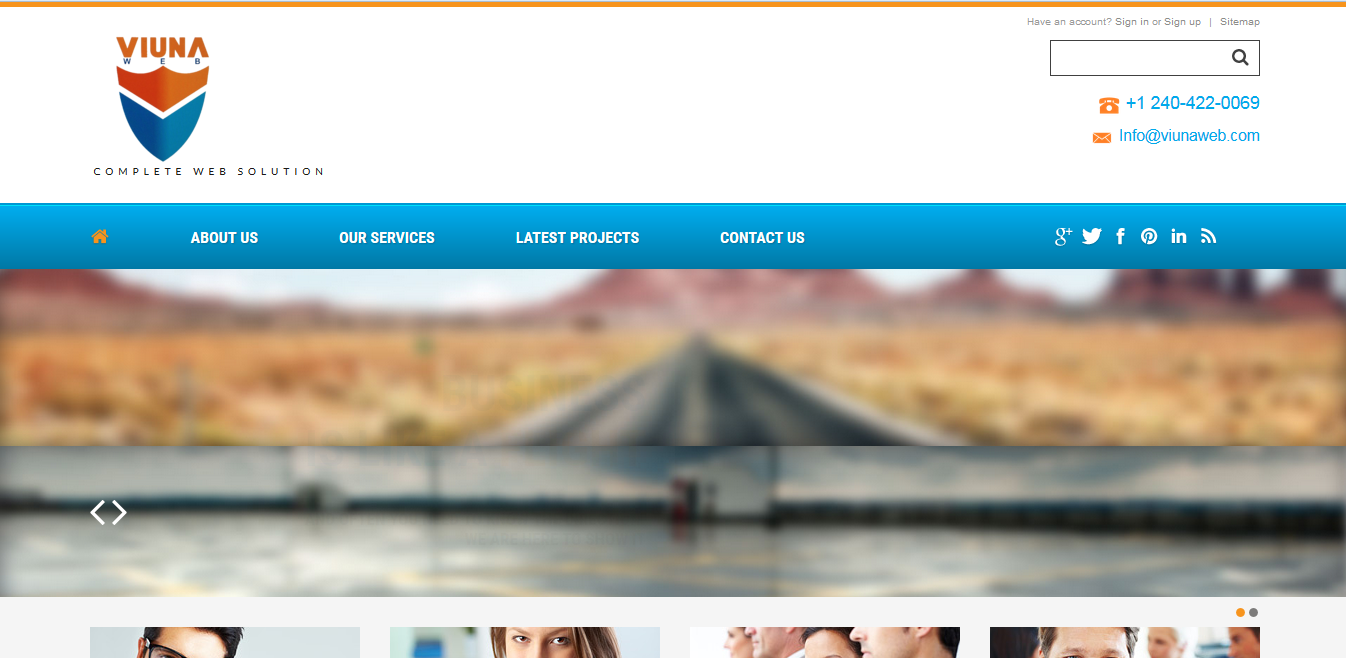 Have an account? Sign in or Sign up | Sitemap
VIUNA
WEB
COMPLETE WEB SOLUTION
+1 240-422-0069
Info@viunaweb.com
ABOUT US
OUR SERVICES
LATEST PROJECTS
CONTACT US